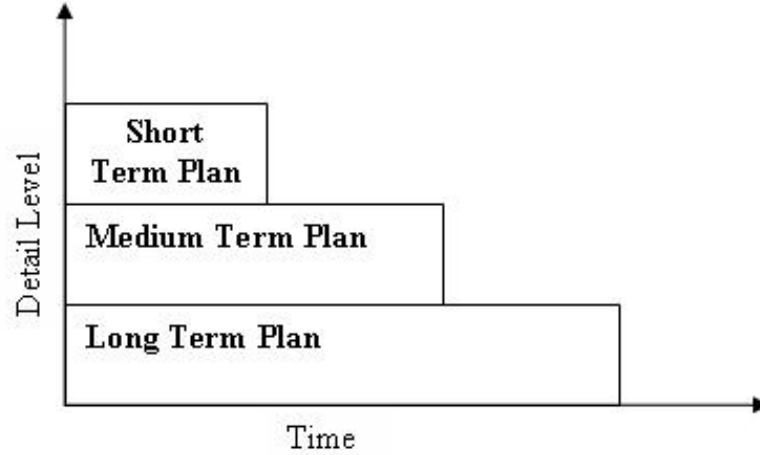 Short
Term Plan
Medium Term Plan
Long Term Plan
Detail Level
Time